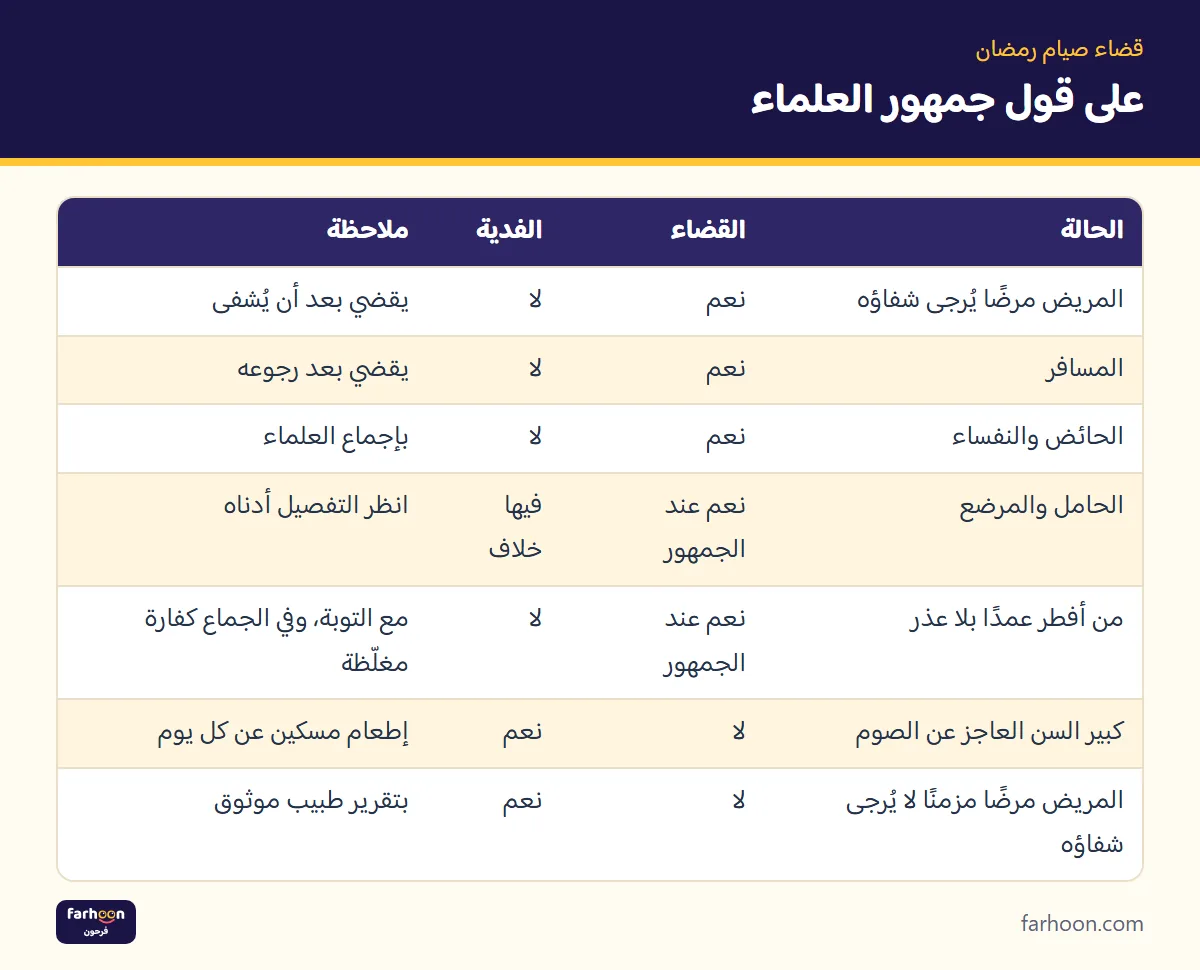 قضاء صيام رمضان
على قول جمهور العلماء
الحالة القضاء الفدية ملاحظة
المريض مرضًا يُرجى شفاؤه نعم لا يقضي بعد أن يُشفى
المسافر نعم لا يقضي بعد رجوعه
الحائض والنفساء نعم لا بإجماع العلماء
الحامل والمرضع نعم عند فيها انظر التفصيل أدناه
الجمهور خلاف
من أفطر عمدًا بلا عذر نعم عند لا مع التوبة، وفي الجماع كفارة
الجمهور مغلّظة
كبير السن العاجز عن الصوم لا نعم إطعام مسكين عن كل يوم
المريض مرضًا مزمنًا لا يُرجى لا نعم بتقرير طبيب موثوق
شفاؤه
farhoon.com
farhoon
فرحون